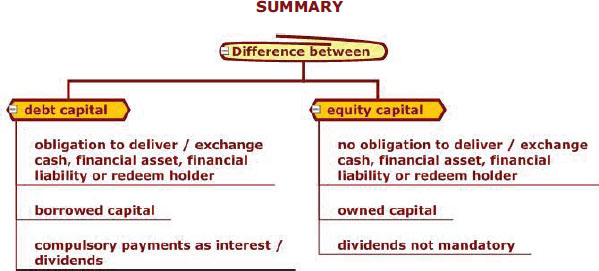 SUMMARY
Difference between
debt capital
obligation to deliver / exchange
cash, financial asset, financial
liability or redeem holder
borrowed capital
compulsory payments as interest /
dividends
equity capital
no obligation to deliver / exchange
cash, financial asset, financial
liability or redeem holder
owned capital
dividends not mandatory